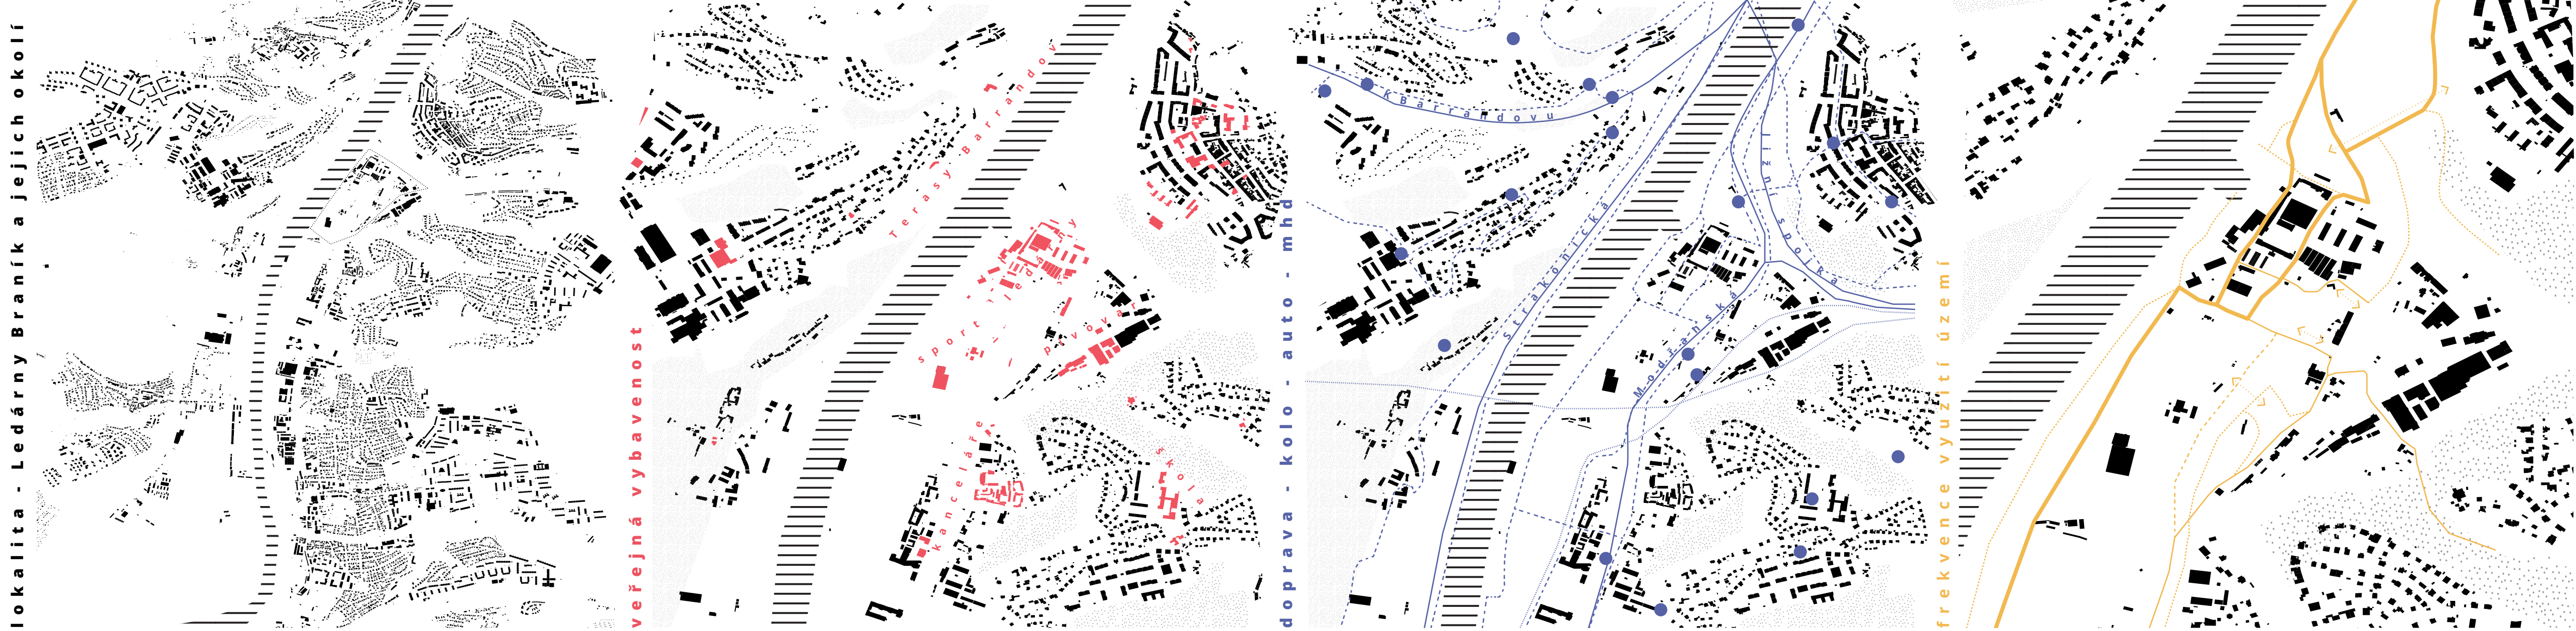 lokalita - Ledárny Braník a jejich okolí
veřejná vybavenost
Terasy Barrandov
ledárny
sport
pivovar
kanceláře
škola
doprava - kolo - auto - mhd
K Barrandovu
Strakonická
Jižní spojka
Modřanská
frekvence využití území